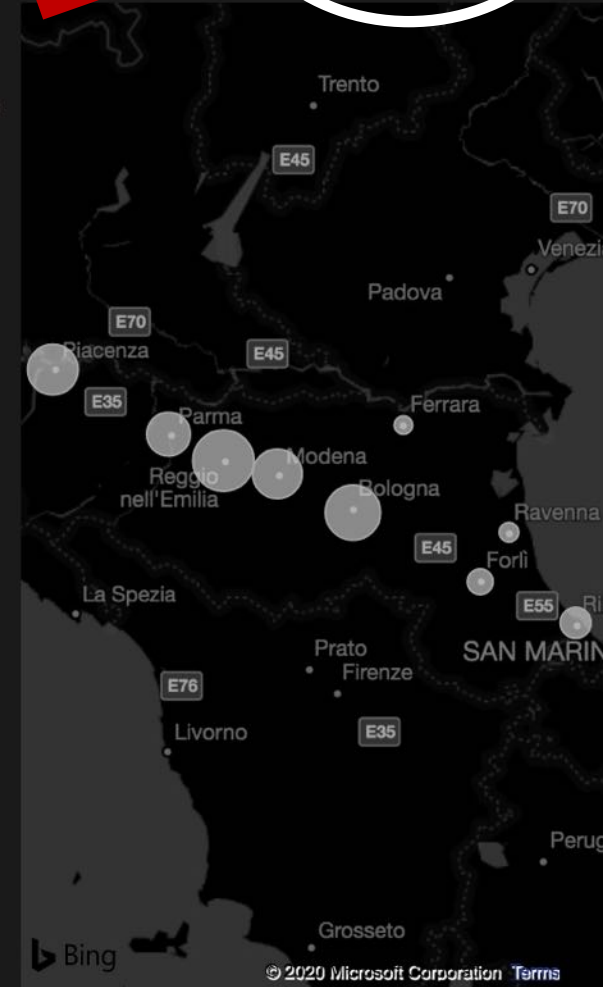 Trento
E45
E70
Venezi
Padova
E70
Piacenza
E45
E35
Ferrara
Parma
Modena
Reggio
nell'Emilia
Bologna
Ravenna
E45
Forlì
La Spezia
E55
Ri
Prato
SAN MARIN
Firenze
E76
Livorno
E35
Perug
Grosseto
Bing
© 2020 Microsoft Corporation Terms